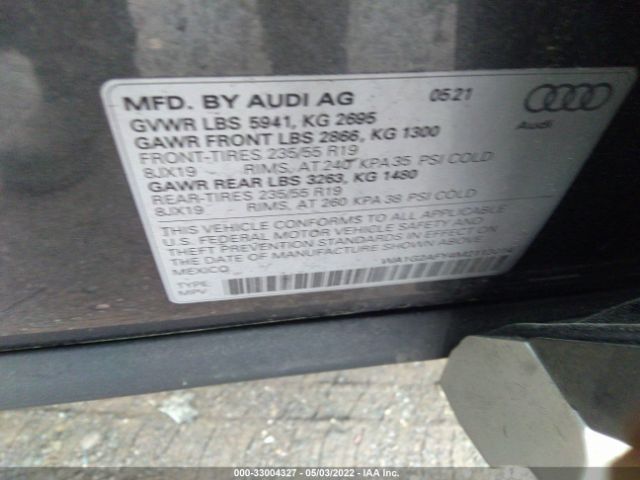 MFD. BY AUDI AG 05.21
Audi
GVWR LBS 5941, KG 2695
GAWR FRONT LBS 2866, KG 1300
FRONT-TIRES 235/55 R19
8JX19 RIMS, AT 240 KPA 35 PSI COLD
GAWR REAR LBS 3263, KG 1480
REAR-TIRES 235/55 R19
8JX19 RIMS, AT 260 KPA 38 PSI COLD
THIS VEHICLE CONFORMS TO ALL APPLICABLE
U.S. FEDERAL MOTOR VEHICLE SAFETY, BUMPER, AND
THEFT PREVENTION STANDARDS IN EFFECT ON
THE DATE OF MANUFACTURE SHOWN ABOVE.
MEXICO
TYPE:
MPV
000-33004327 - 05/03/2022 - IAA Inc.